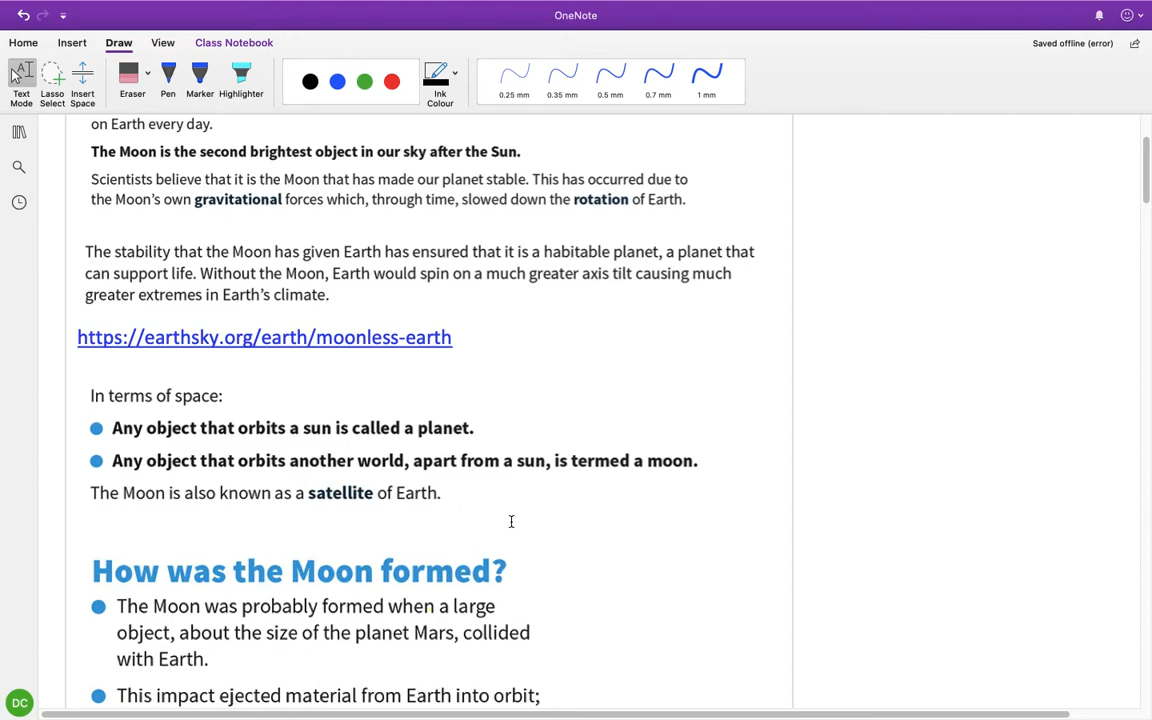 OneNote
Home Insert Draw View Class Notebook
Saved offline (error)
Text Mode
Lasso Select
Insert Space
Eraser
Pen
Marker
Highlighter
Ink Colour
0.25 mm 0.35 mm 0.5 mm 0.7 mm 1 mm
on Earth every day.
The Moon is the second brightest object in our sky after the Sun.
Scientists believe that it is the Moon that has made our planet stable. This has occurred due to
the Moon's own gravitational forces which, through time, slowed down the rotation of Earth.
The stability that the Moon has given Earth has ensured that it is a habitable planet, a planet that
can support life. Without the Moon, Earth would spin on a much greater axis tilt causing much
greater extremes in Earth's climate.
https://earthsky.org/earth/moonless-earth
In terms of space:
Any object that orbits a sun is called a planet.
Any object that orbits another world, apart from a sun, is termed a moon.
The Moon is also known as a satellite of Earth.
How was the Moon formed?
The Moon was probably formed when a large
object, about the size of the planet Mars, collided
with Earth.
This impact ejected material from Earth into orbit;
DC